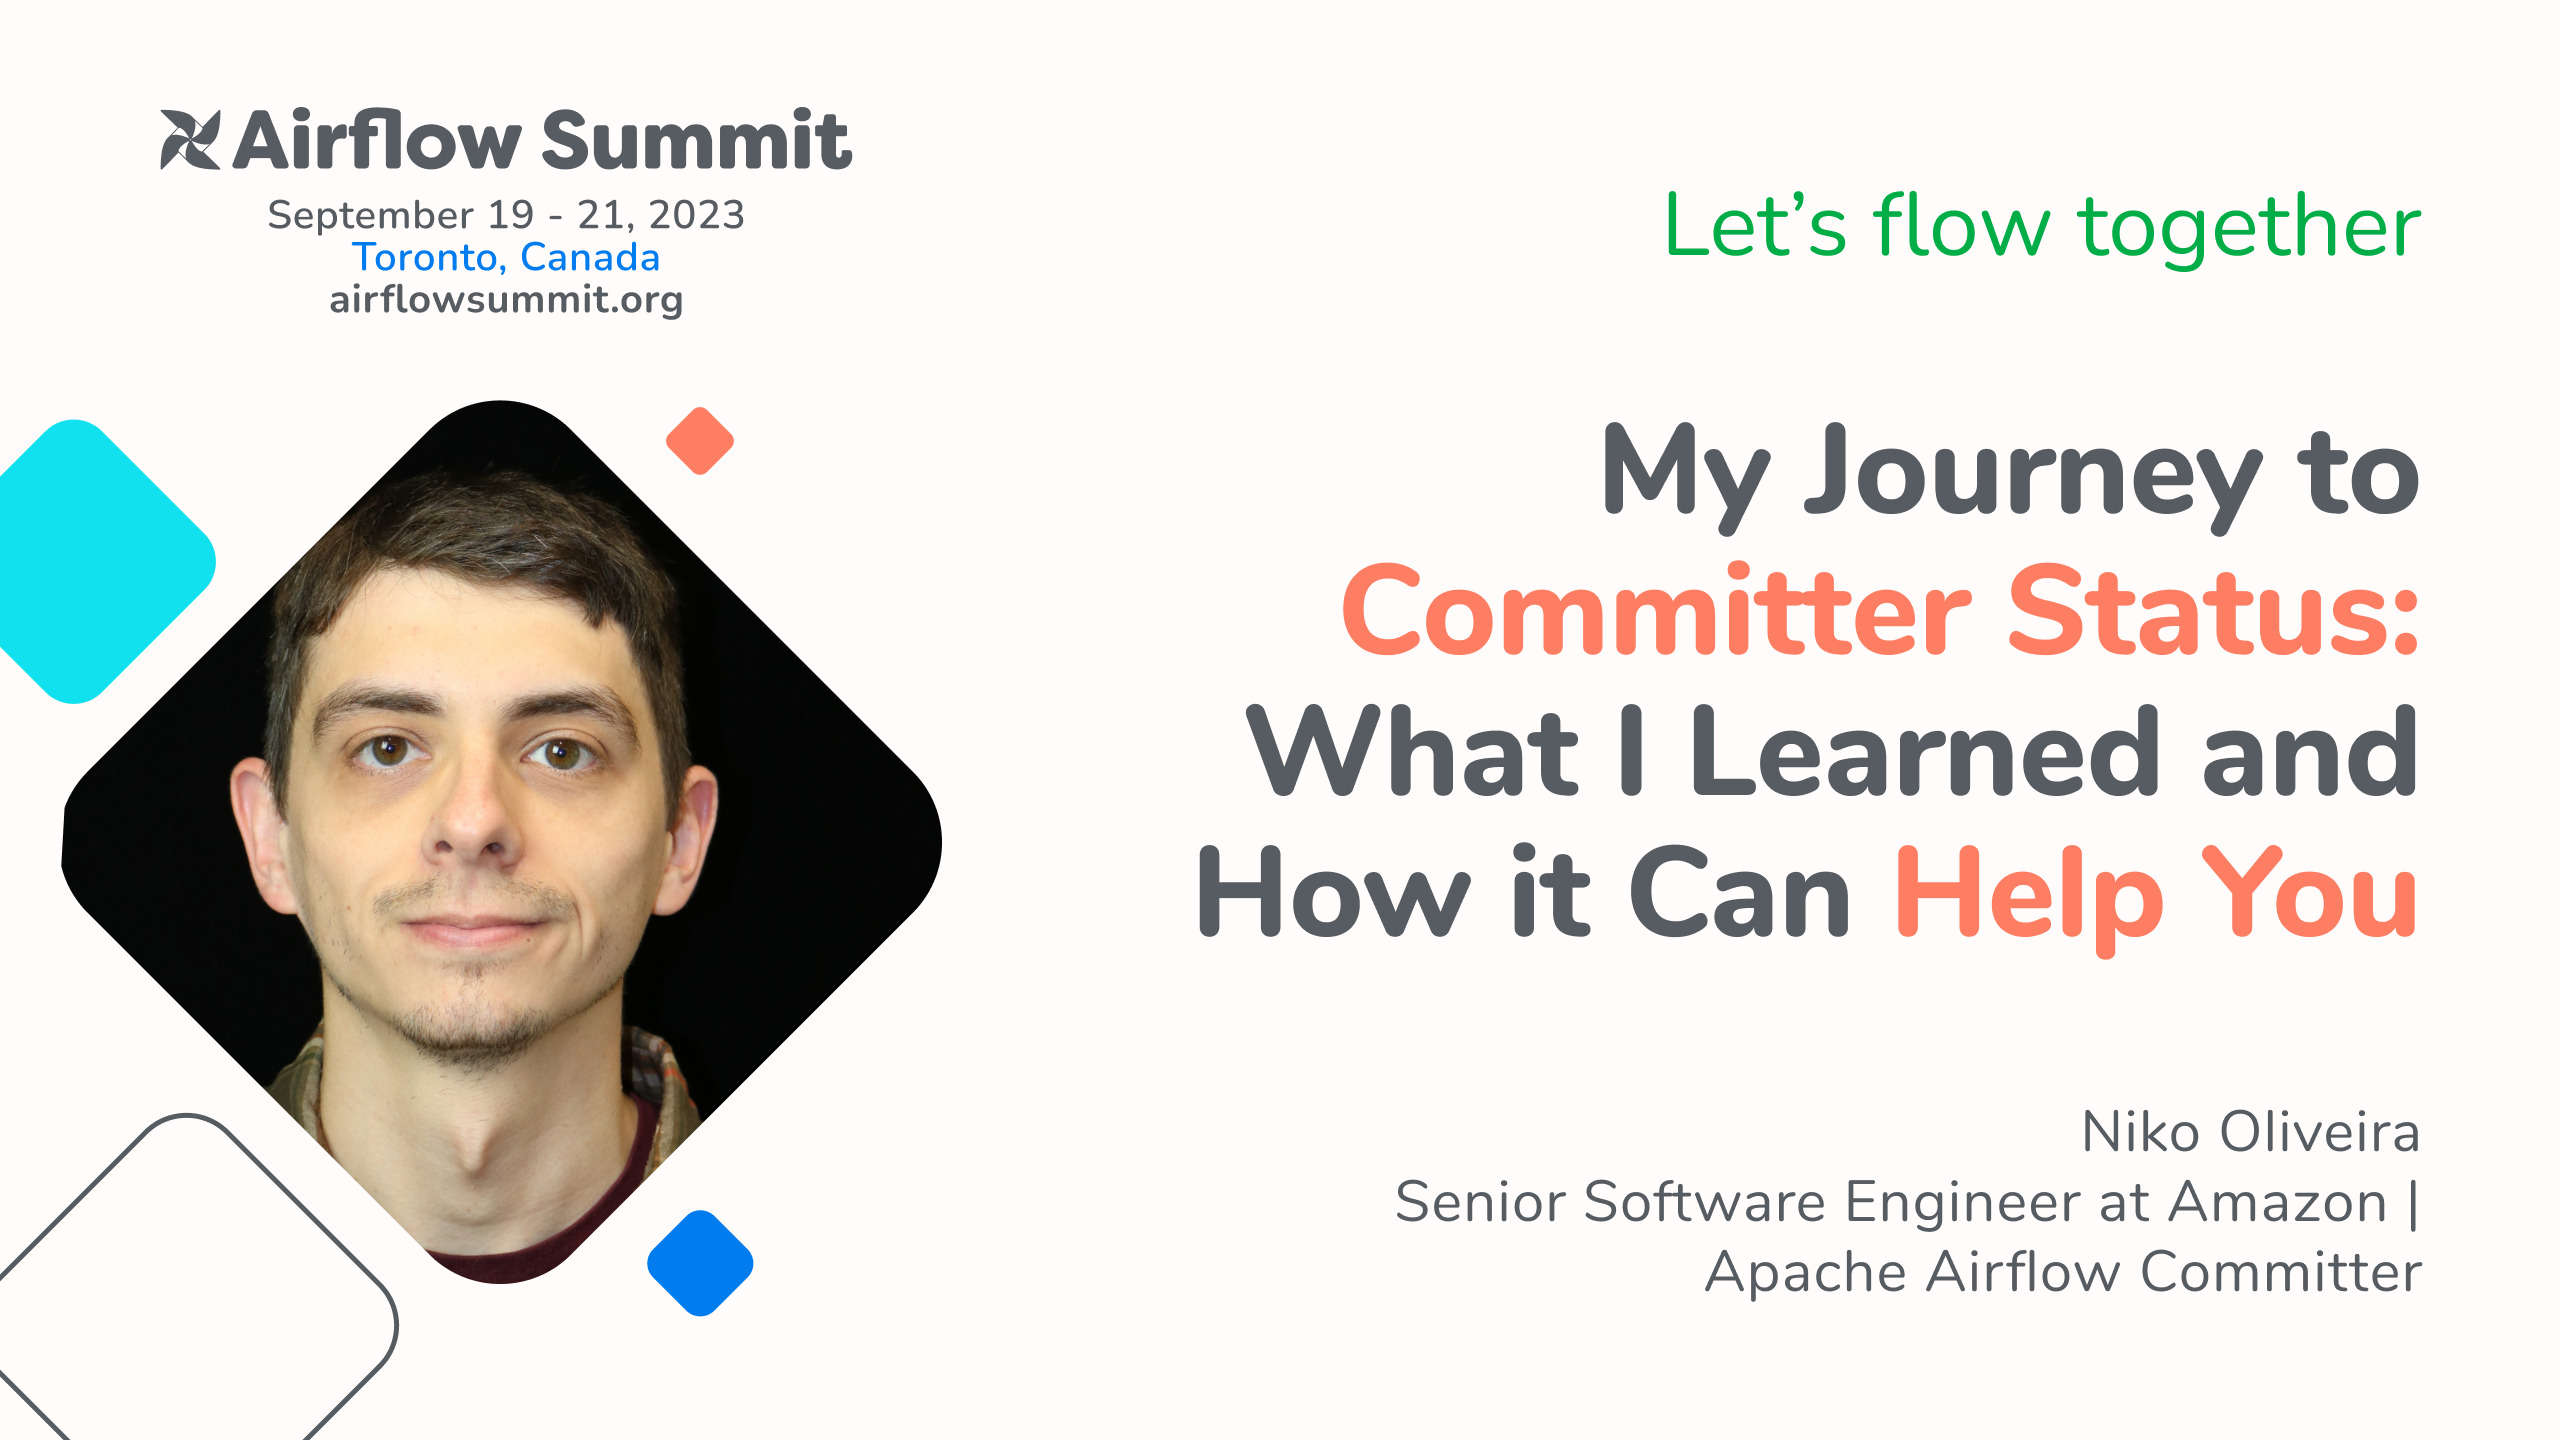 Airflow Summit
September 19 - 21, 2023
Toronto, Canada
airflowsummit.org
Let’s flow together
My Journey to
Committer Status:
What I Learned and
How it Can Help You
Niko Oliveira
Senior Software Engineer at Amazon |
Apache Airflow Committer